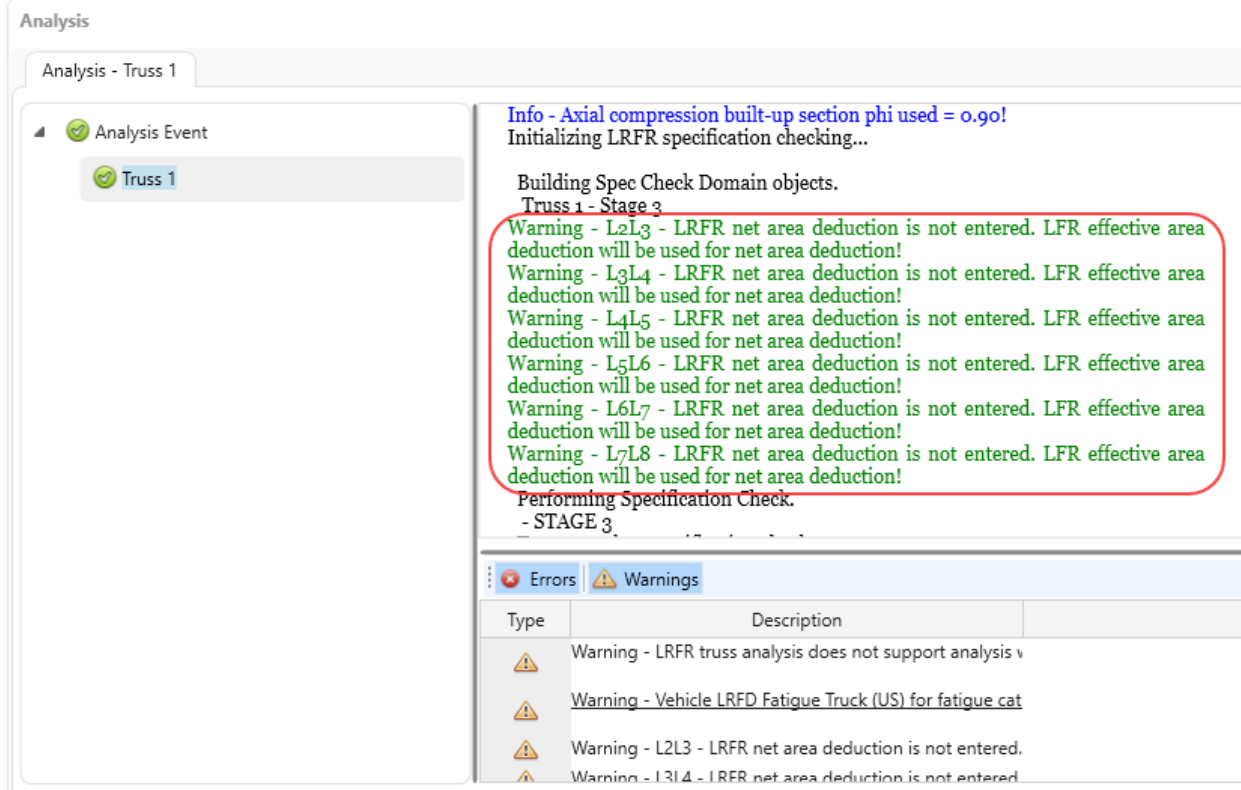 Analysis
Analysis - Truss 1
Analysis Event
Truss 1
Info - Axial compression built-up section phi used = 0.90!
Initializing LRFR specification checking...
Building Spec Check Domain objects.
Truss 1 - Stage 3
Warning - L2L3 - LRFR net area deduction is not entered. LFR effective area
deduction will be used for net area deduction!
Warning - L3L4 - LRFR net area deduction is not entered. LFR effective area
deduction will be used for net area deduction!
Warning - L4L5 - LRFR net area deduction is not entered. LFR effective area
deduction will be used for net area deduction!
Warning - L5L6 - LRFR net area deduction is not entered. LFR effective area
deduction will be used for net area deduction!
Warning - L6L7 - LRFR net area deduction is not entered. LFR effective area
deduction will be used for net area deduction!
Warning - L7L8 - LRFR net area deduction is not entered. LFR effective area
deduction will be used for net area deduction!
Performing Specification Check.
- STAGE 3
Errors Warnings
Type Description
Warning - LRFR truss analysis does not support analysis
Warning - Vehicle LRFD Fatigue Truck (US) for fatigue cat
Warning - L2L3 - LRFR net area deduction is not entered.
Warning - L3L4 - LRFR net area deduction is not entered